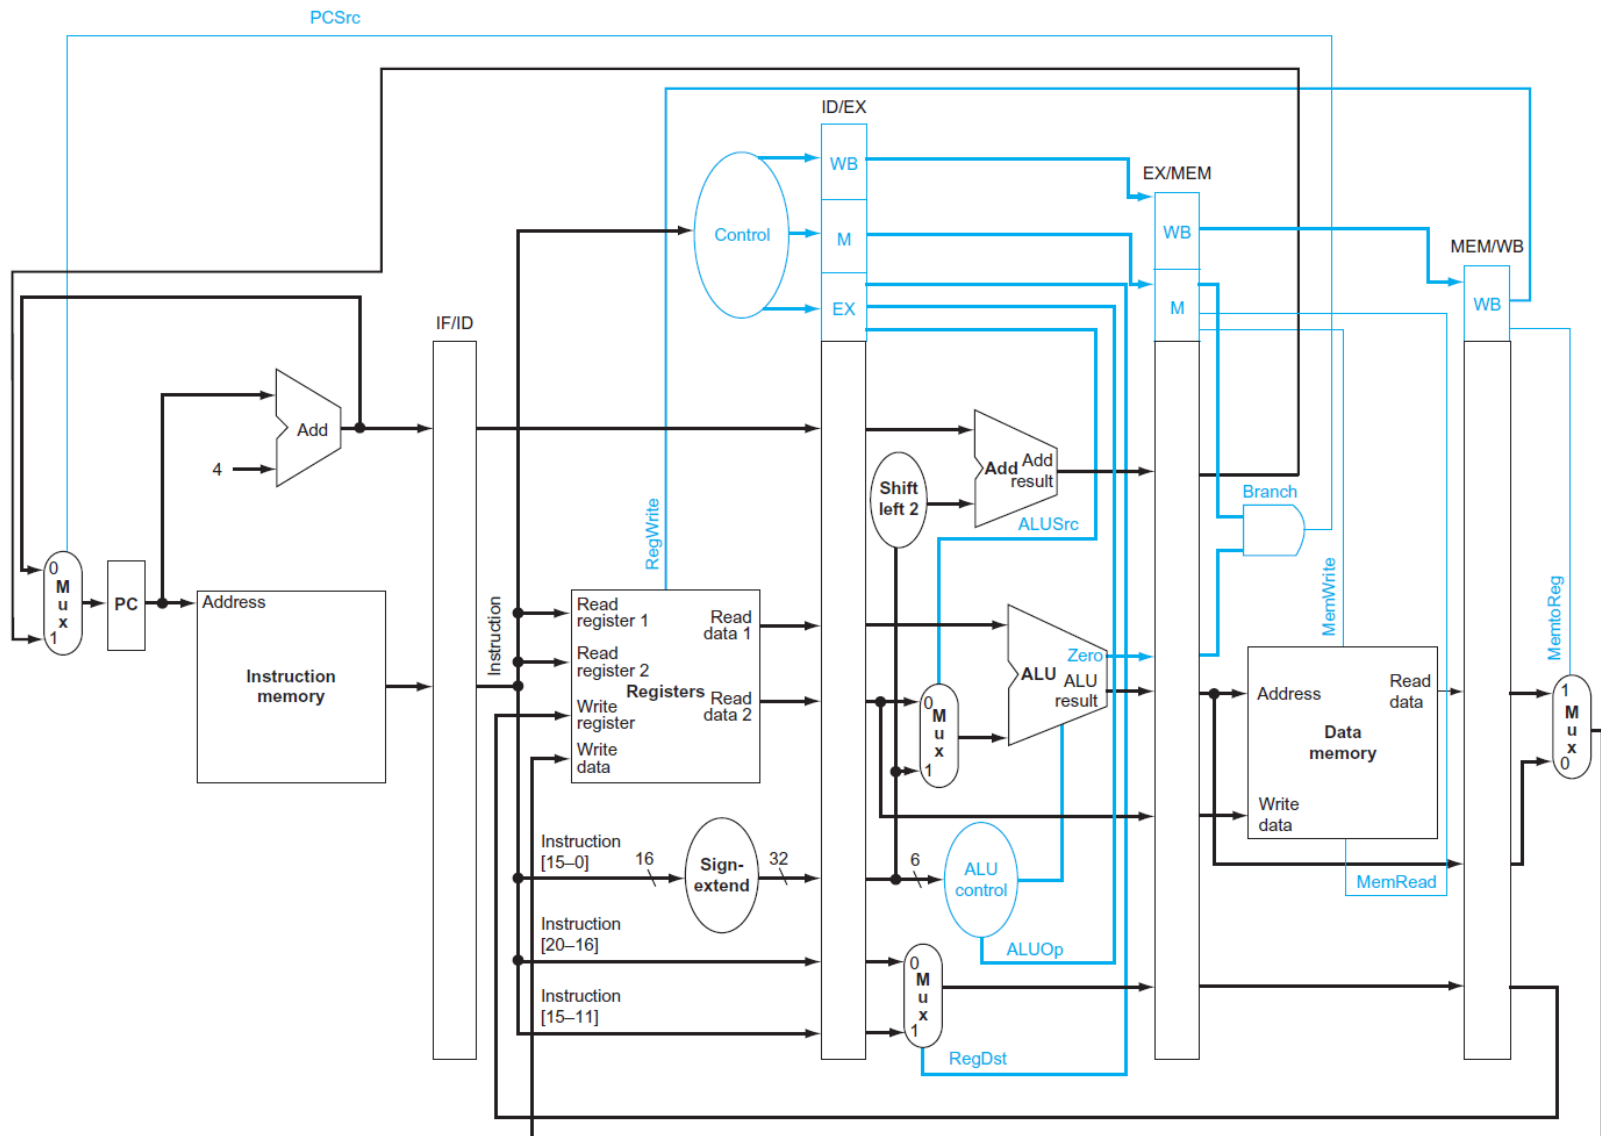 PCSrc
ID/EX
WB
EX/MEM
Control
M
WB
MEM/WB
EX
M
WB
IF/ID
Add
4
Shift
left 2
Add
Add
result
Branch
ALUSrc
RegWrite
MemWrite
MemtoReg
0
M
u
x
1
PC
Address
Instruction
memory
Instruction
Read
register 1
Read
register 2
Write
register
Write
data
Registers
Read
data 1
Read
data 2
0
M
u
x
1
Zero
ALU
ALU
result
Address
Read
data
Data
memory
Write
data
1
M
u
x
0
MemRead
Instruction
[15–0]
16
Sign-
extend
32
6
ALU
control
Instruction
[20–16]
ALUOp
0
M
u
x
1
Instruction
[15–11]
RegDst